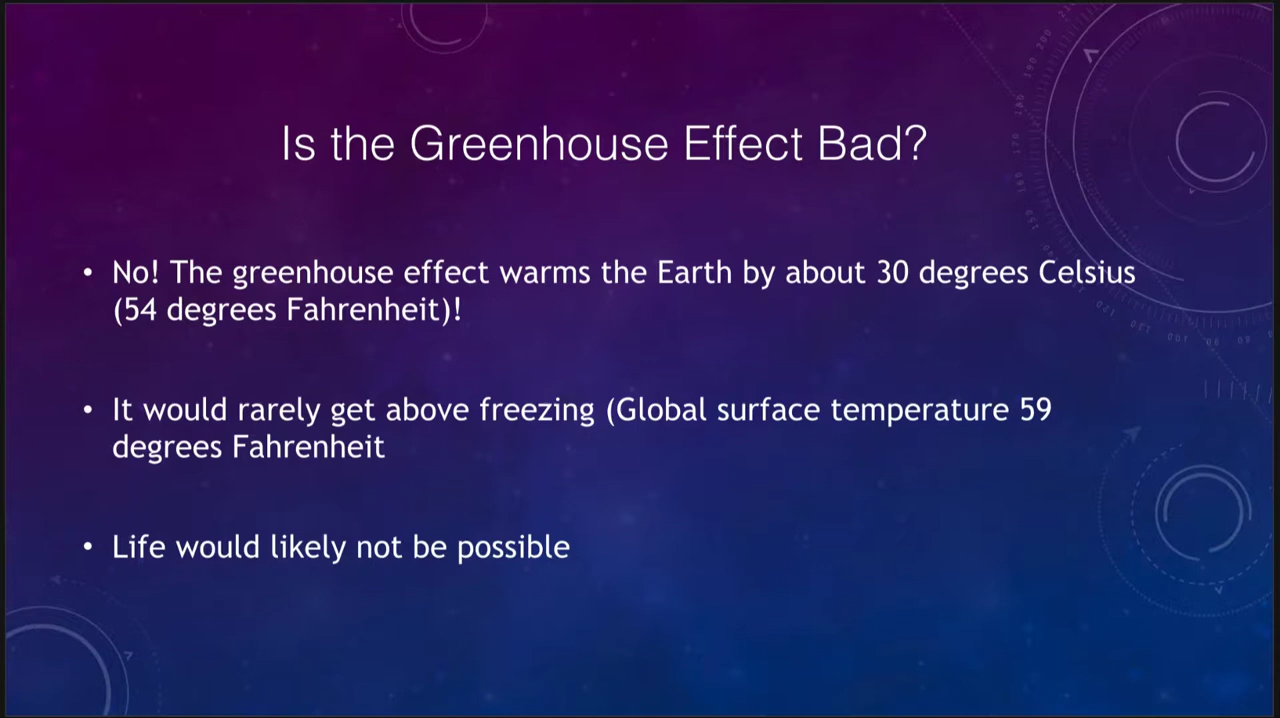 Is the Greenhouse Effect Bad?
• No! The greenhouse effect warms the Earth by about 30 degrees Celsius
(54 degrees Fahrenheit)!
• It would rarely get above freezing (Global surface temperature 59
degrees Fahrenheit
• Life would likely not be possible